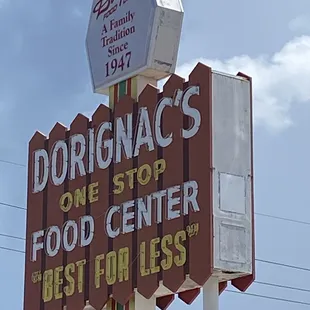 A Family
Tradition
Since
1947
DORIGNAC'S
ONE STOP
FOOD CENTER
"BEST FOR LESS"